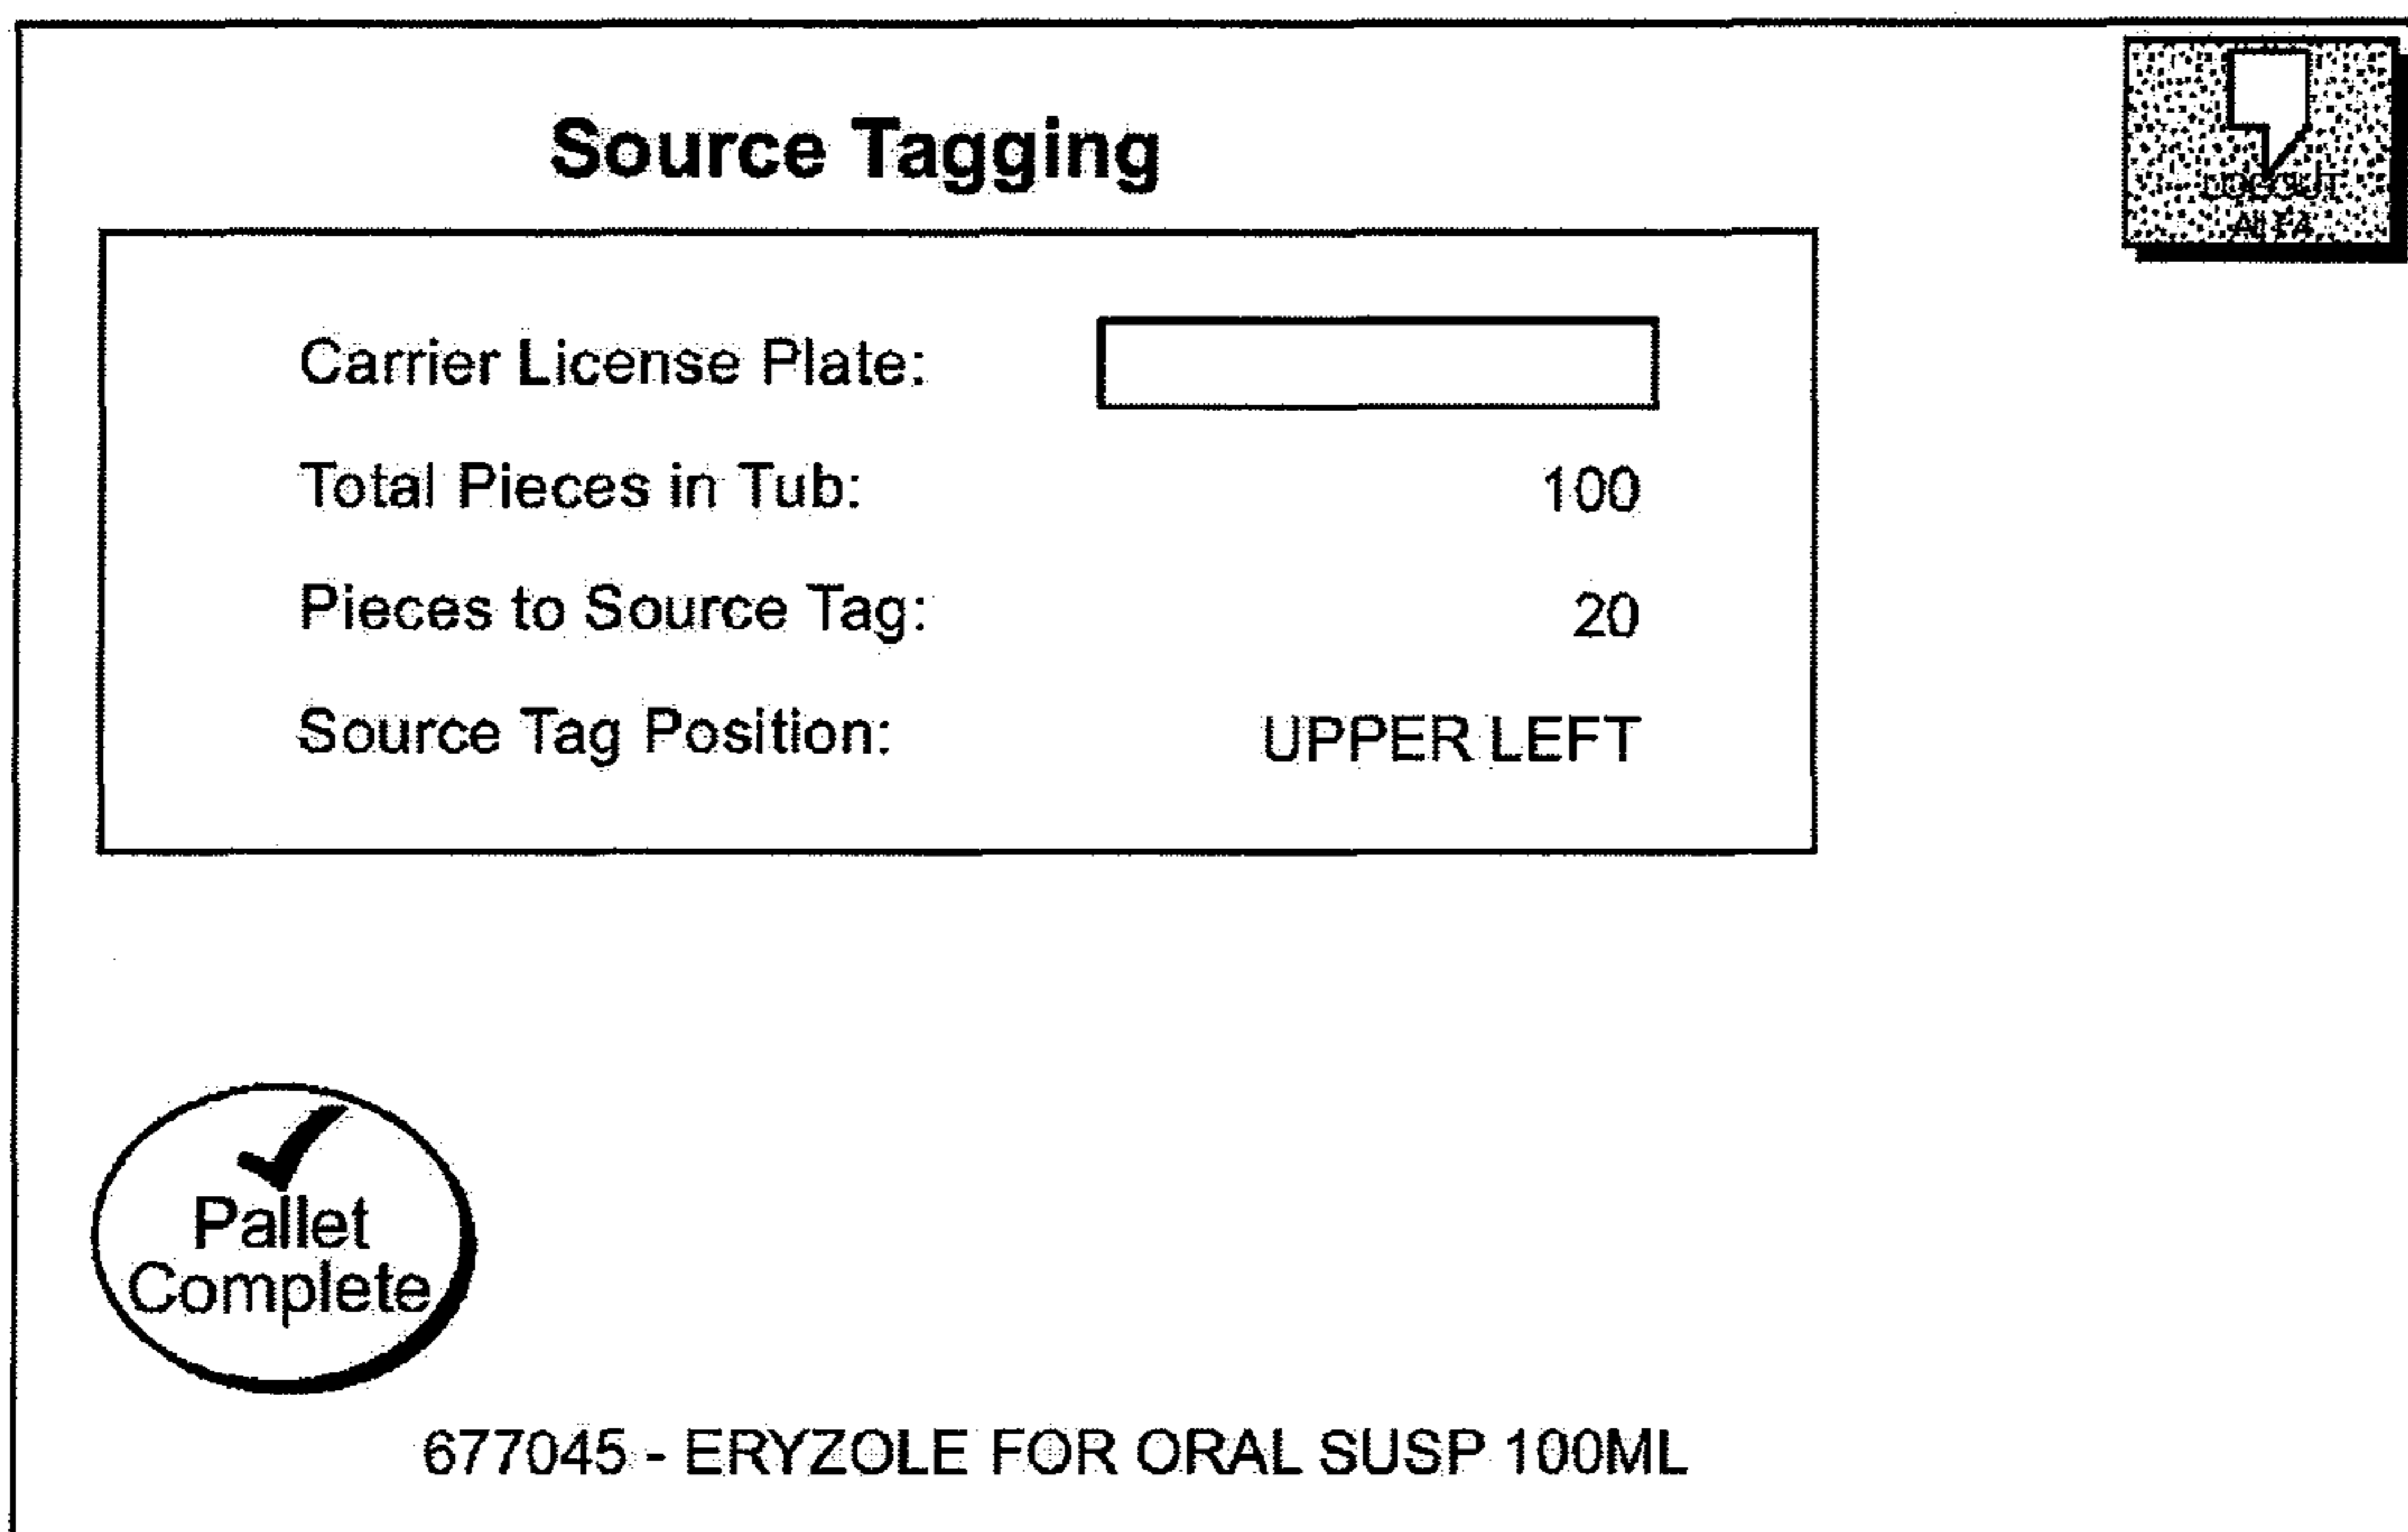 Source Tagging
LOGOUT
Carrier License Plate:
Total Pieces in Tub: 100
Pieces to Source Tag: 20
Source Tag Position: UPPER LEFT
Pallet
Complete
677045 - ERYZOLE FOR ORAL SUSP 100ML